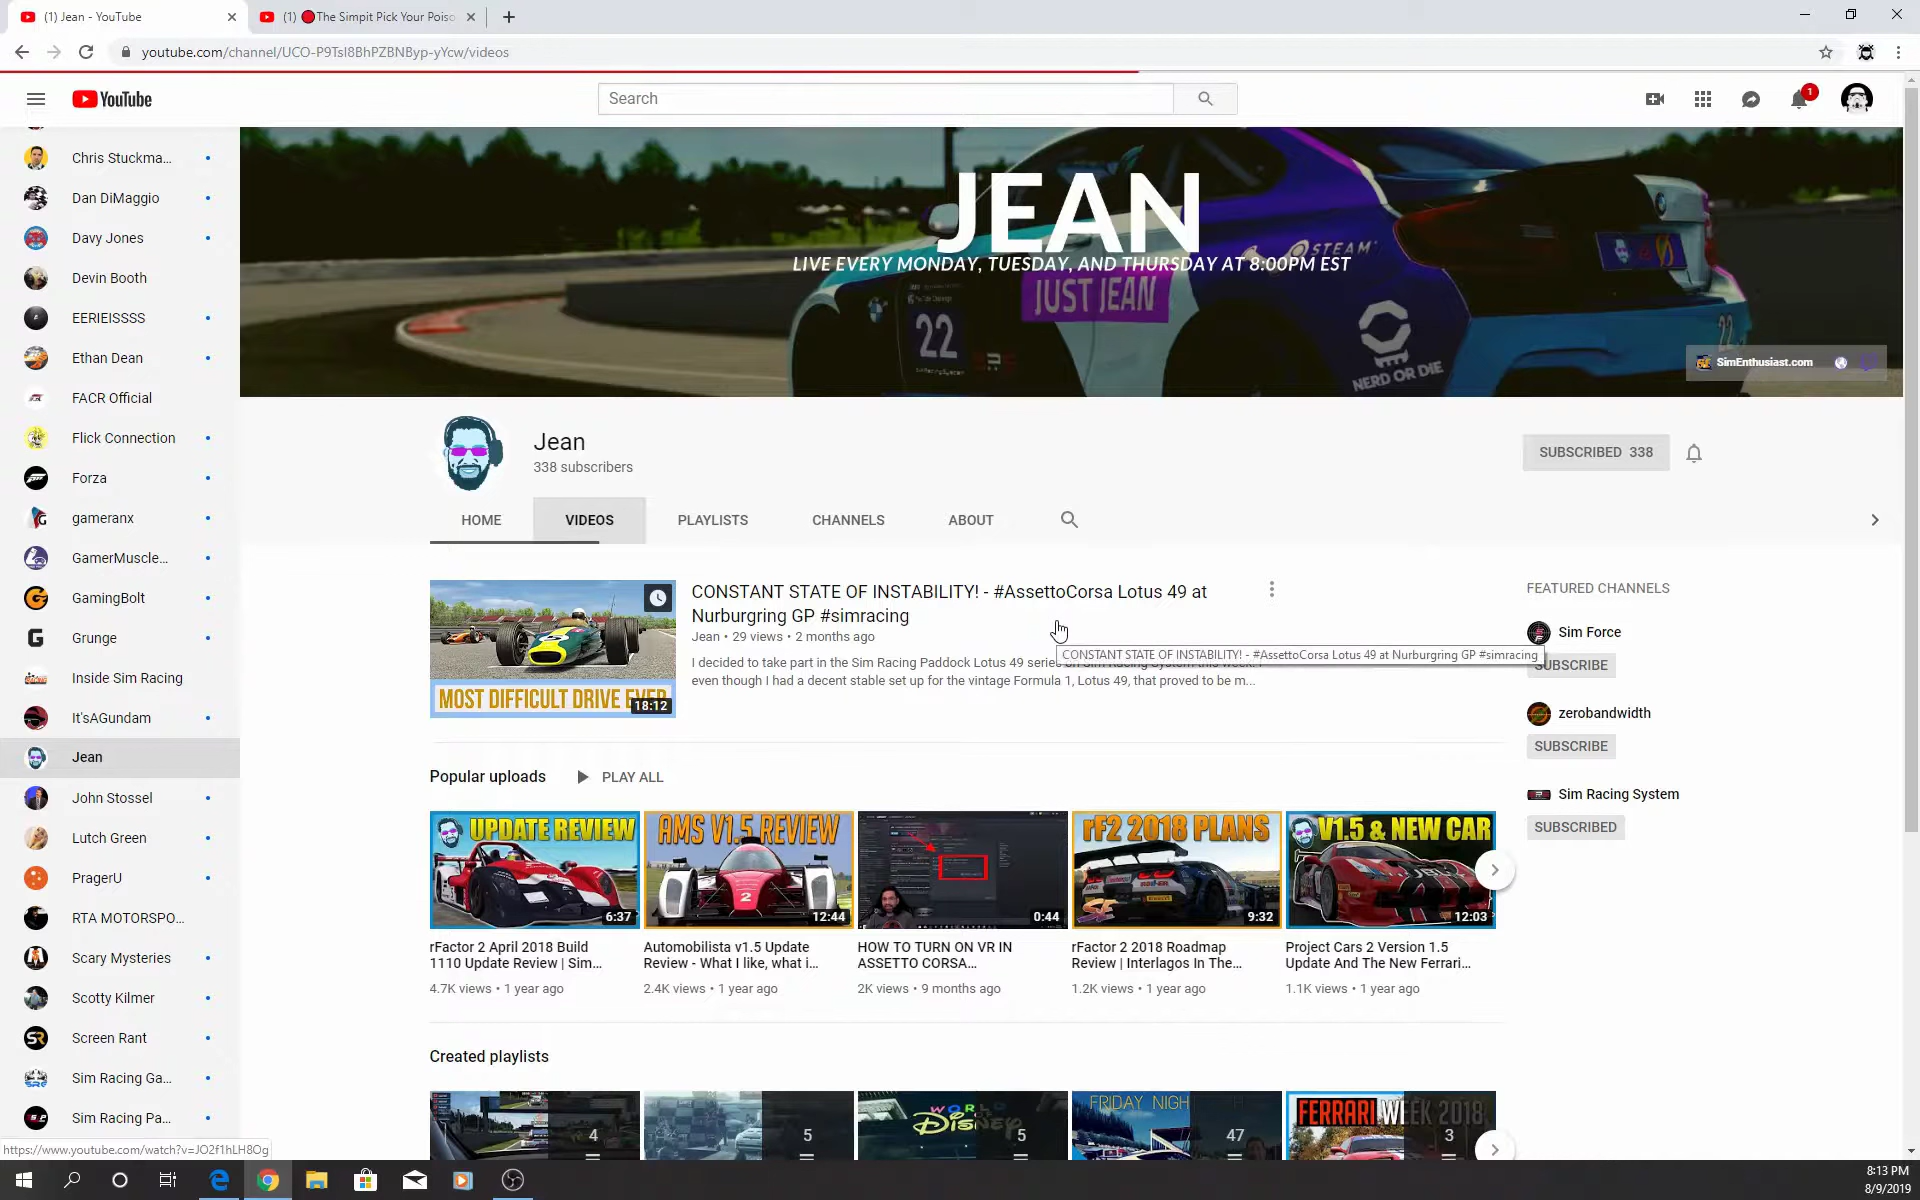 (1) Jean - YouTube
(1) 🔴The Simpit Pick Your Poiso
youtube.com/channel/UCO-P9TsI8BhPZBNByp-yYcw/videos
YouTube
Search
1
Chris Stuckma...
Dan DiMaggio
Davy Jones
Devin Booth
EERIEISSSS
Ethan Dean
FACR Official
Flick Connection
Forza
gameranx
GamerMuscle...
GamingBolt
Grunge
Inside Sim Racing
It'sAGundam
Jean
John Stossel
Lutch Green
PragerU
RTA MOTORSPO...
Scary Mysteries
Scotty Kilmer
Screen Rant
Sim Racing Ga...
Sim Racing Pa...
JEAN
LIVE EVERY MONDAY, TUESDAY, AND THURSDAY AT 8:00PM EST
STEAM
JUST JEAN
22
22
NERD OR DIE
SimEnthusiast.com
Jean
338 subscribers
SUBSCRIBED 338
HOME VIDEOS PLAYLISTS CHANNELS ABOUT
MOST DIFFICULT DRIVE EVER
18:12
CONSTANT STATE OF INSTABILITY! - #AssettoCorsa Lotus 49 at
Nurburgring GP #simracing
Jean • 29 views • 2 months ago
I decided to take part in the Sim Racing Paddock Lotus 49 series on Sim Racing System this week.
even though I had a decent stable set up for the vintage Formula 1, Lotus 49, that proved to be m...
CONSTANT STATE OF INSTABILITY! - #AssettoCorsa Lotus 49 at Nurburgring GP #simracing
FEATURED CHANNELS
Sim Force
SUBSCRIBE
zerobandwidth
SUBSCRIBE
Sim Racing System
SUBSCRIBED
Popular uploads PLAY ALL
UPDATE REVIEW
6:37
rFactor 2 April 2018 Build
1110 Update Review | Sim...
4.7K views • 1 year ago
AMS V1.5 REVIEW
2
12:44
Automobilista v1.5 Update
Review - What I like, what i...
2.4K views • 1 year ago
0:44
HOW TO TURN ON VR IN
ASSETTO CORSA...
2K views • 9 months ago
rF2 2018 PLANS
9:32
rFactor 2 2018 Roadmap
Review | Interlagos In The...
1.2K views • 1 year ago
V1.5 & NEW CAR
12:03
Project Cars 2 Version 1.5
Update And The New Ferrari...
1.1K views • 1 year ago
Created playlists
4
5
WORLD
Disney
5
FRIDAY NIGH
47
FERRARI WEEK 2018
3
https://www.youtube.com/watch?v=JO2f1hLH8Og
8:13 PM
8/9/2019